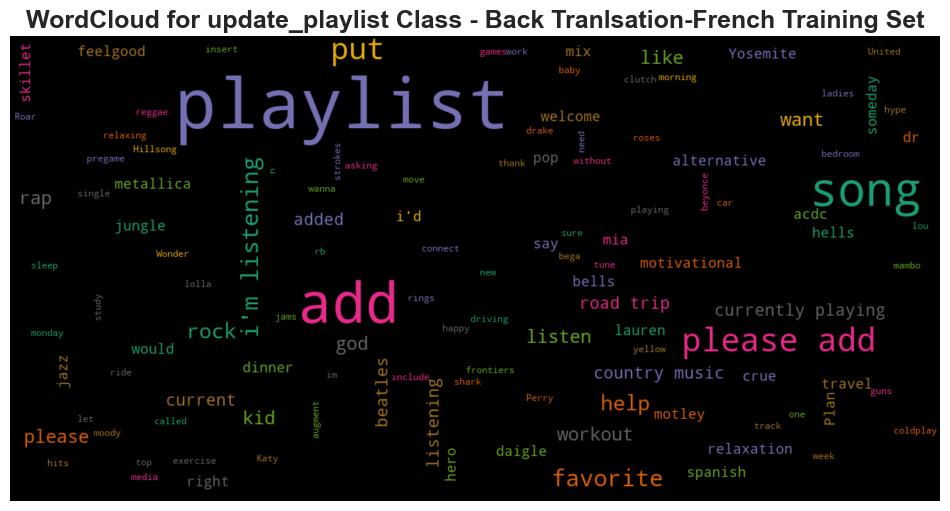 WordCloud for update_playlist Class - Back Tranlsation-French Training Set
skillet
feelgood
insert
put
games
work
mix
like
Yosemite
United
baby
clutch
morning
ladies
someday
hype
Roar
playlist
reggae
relaxing
Hillsong
welcome
want
drake
roses
dr
need
strokes
asking
thank
pop
without
alternative
bedroom
pregame
metallica
single
rap
n
wanna
move
beyonce
car
song
i'm listening
jungle
added
i'd
playing
acdc
lou
hells
Wonder
rb
connect
say
sure
mia
bega
tune
motivational
mambo
sleep
lolla
new
bells
study
add
rings
road trip
currently playing
jams
driving
monday
rock
happy
listen
lauren
please add
would
god
yellow
jazz
ride
dinner
im
beatles
include
frontiers
shark
country music
crue
travel
guns
current
kid
augment
listening
Perry
help
motley
Plan
one
let
called
track
coldplay
please
moody
workout
hits
top
exercise
Katy
hero
daigle
relaxation
week
media
right
favorite
spanish